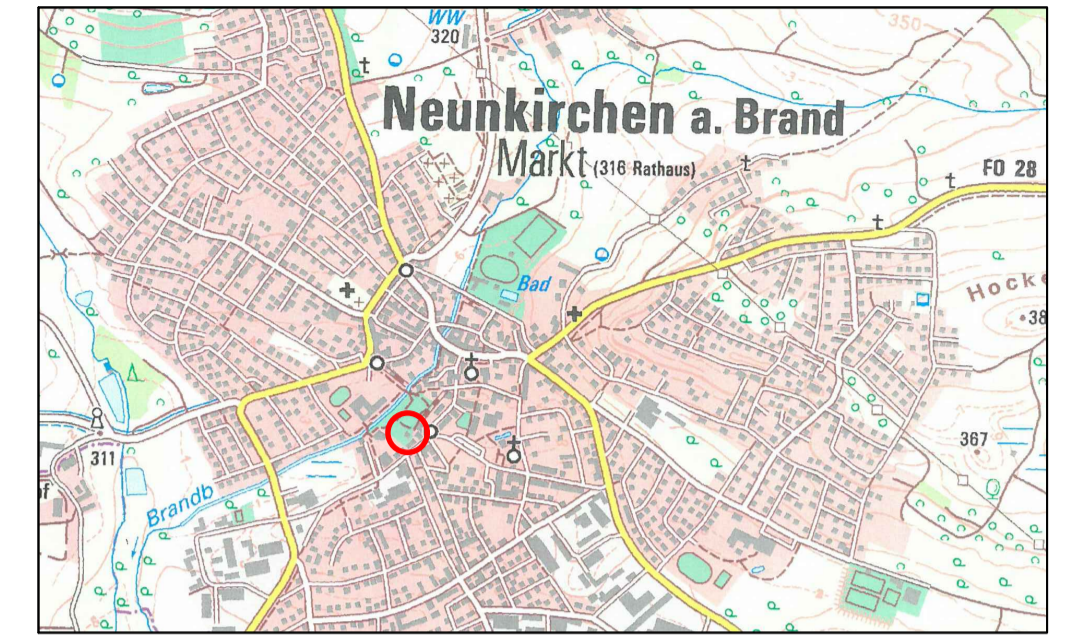 WW
320
350
Neunkirchen a. Brand
Markt (316 Rathaus)
FO 28
Bad
Hocke
38
367
311
Brandb